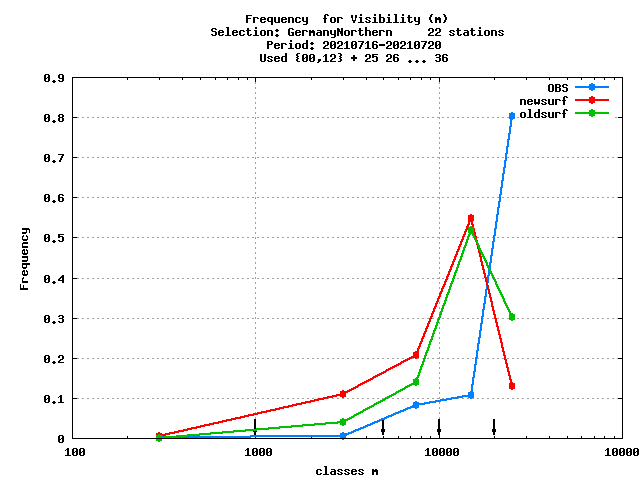 Frequency  for Visibility (m)
Selection: GermanyNorthern     22 stations
Period: 20210716-20210720
Used {00,12} + 25 26 ... 36
OBS
newsurf
oldsurf
0.9
0.8
0.7
0.6
0.5
0.4
0.3
0.2
0.1
0
Frequency
100
1000
10000
10000
classes m